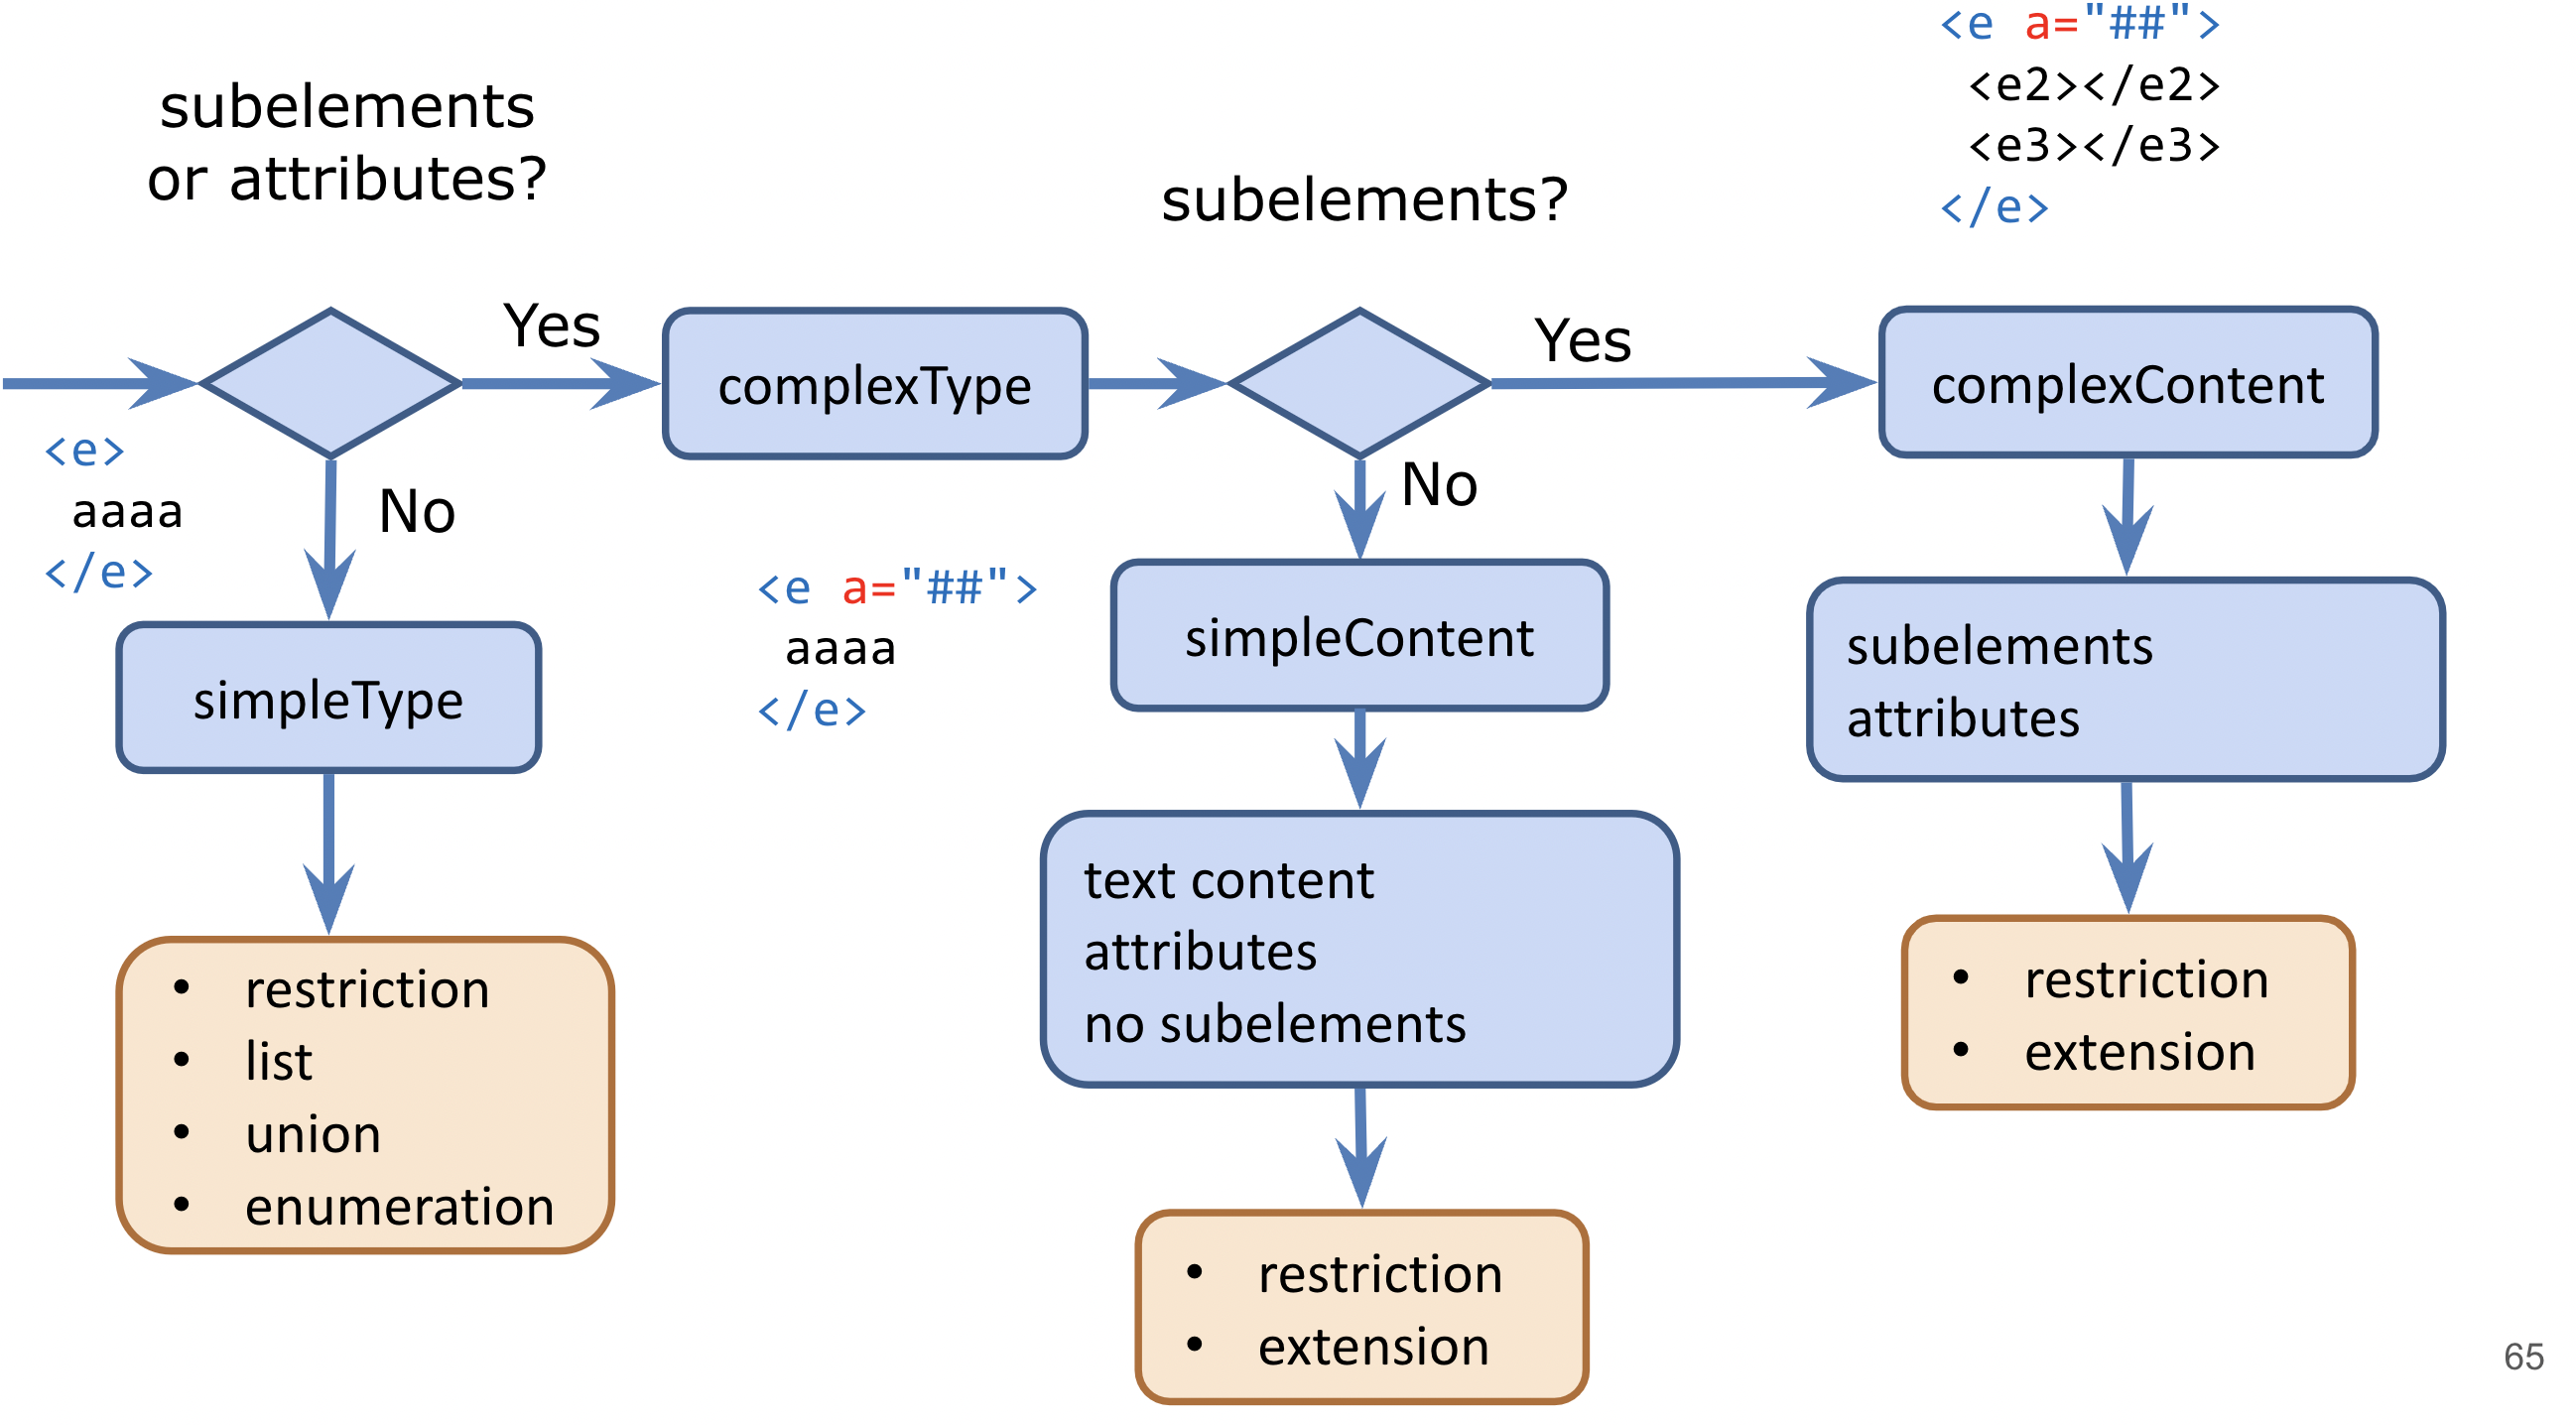 subelements
or attributes?
Yes
No
<e>
aaaa
</e>
simpleType
• restriction
• list
• union
• enumeration
complexType
subelements?
Yes
No
<e a="##">
aaaa
</e>
simpleContent
text content
attributes
no subelements
• restriction
• extension
<e a="##">
<e2></e2>
<e3></e3>
</e>
complexContent
subelements
attributes
• restriction
• extension
65